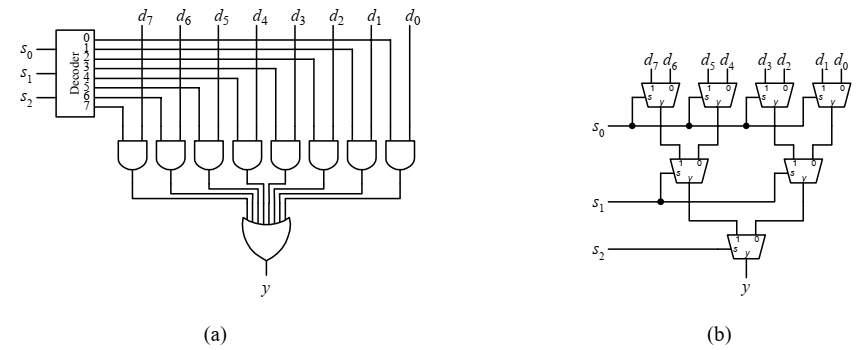 d7 d6 d5 d4 d3 d2 d1 d0
s0
s1
s2
Decoder
0
1
2
3
4
5
6
7
y
(a)
d7 d6 d5 d4 d3 d2 d1 d0
1 0 1 0 1 0 1 0
s y s y s y s y
s0
1 0 1 0
s y s y
s1
1 0
s2 s y
y
(b)